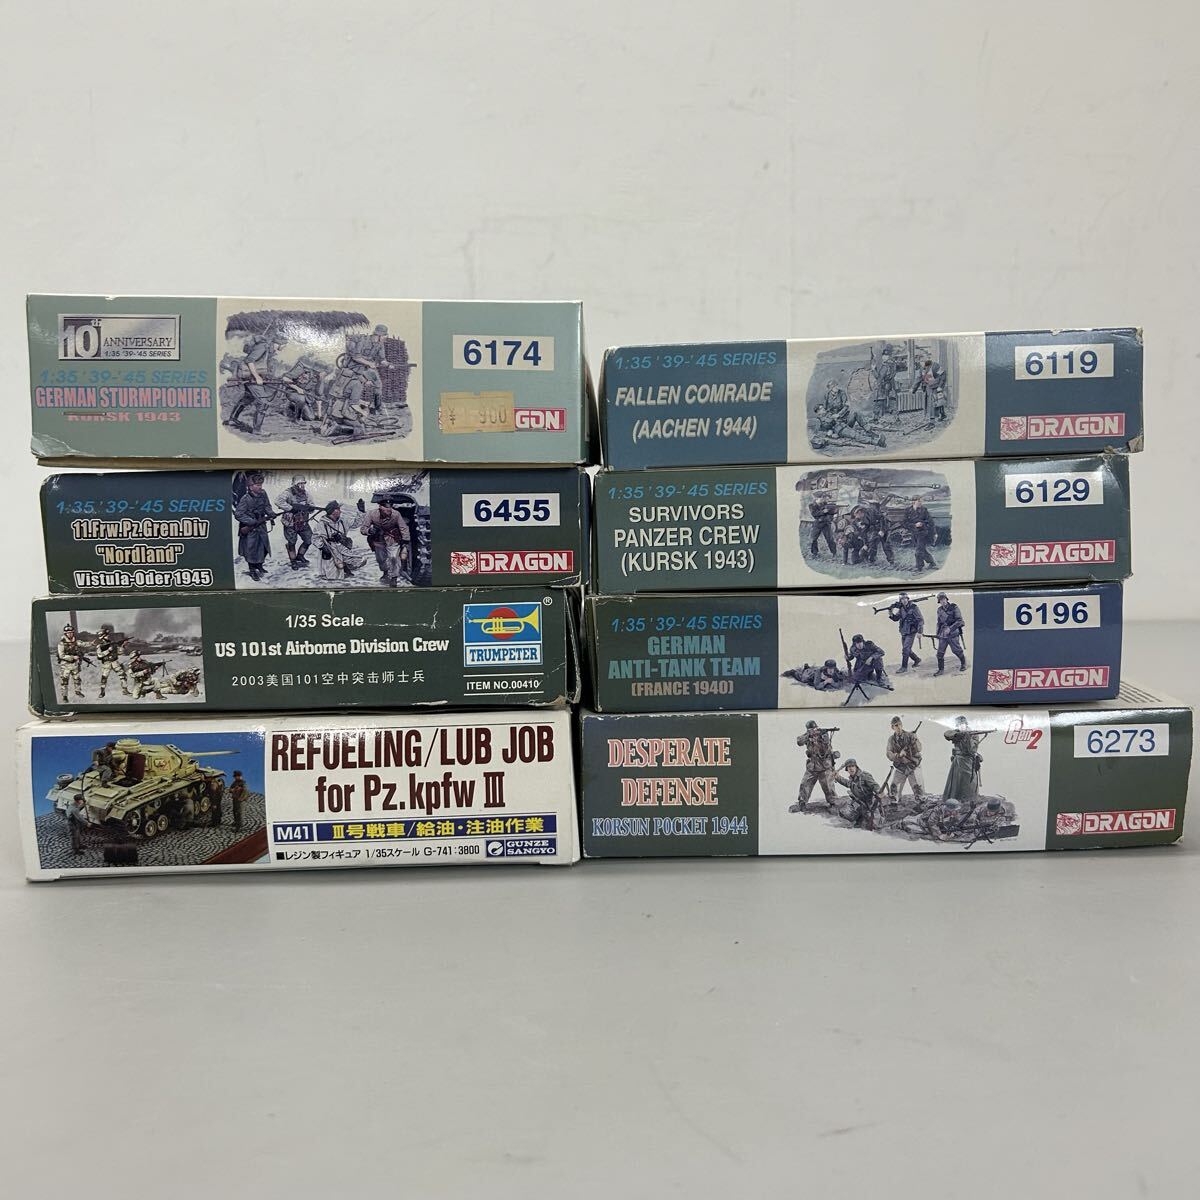 10th ANNIVERSARY
1:35 '39-'45 SERIES
1:35 '39-'45 SERIES
GERMAN STURMPIONIER
KURSK 1943
6174
900
GON
1:35 '39-'45 SERIES
11.Frw.Pz.Gren.Div
"Nordland"
Vistula-Oder 1945
6455
DRAGON
1/35 Scale
US 101st Airborne Division Crew
2003美国101空中突击师士兵
®
TRUMPETER
ITEM NO.00410
REFUELING/LUB JOB
for Pz.kpfw III
M41 III号戦車/給油・注油作業
■レジン製フィギュア 1/35スケール G-741:3800
GUNZE
SANGYO
1:35 '39-'45 SERIES
FALLEN COMRADE
(AACHEN 1944)
6119
DRAGON
1:35 '39-'45 SERIES
SURVIVORS
PANZER CREW
(KURSK 1943)
6129
DRAGON
1:35 '39-'45 SERIES
GERMAN
ANTI-TANK TEAM
(FRANCE 1940)
6196
DRAGON
DESPERATE
DEFENSE
KORSUN POCKET 1944
Gen2
6273
DRAGON